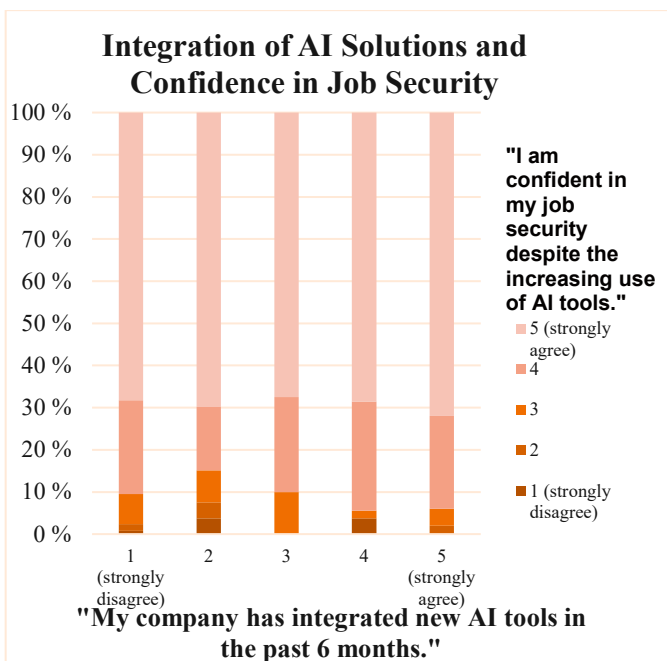 Integration of AI Solutions and
Confidence in Job Security
100 %
90 %
80 %
70 %
60 %
50 %
40 %
30 %
20 %
10 %
0 %
1
(strongly
disagree)
2
3
4
5
(strongly
agree)
"My company has integrated new AI tools in
the past 6 months."
"I am
confident in
my job
security
despite the
increasing use
of AI tools."
5 (strongly
agree)
4
3
2
1 (strongly
disagree)